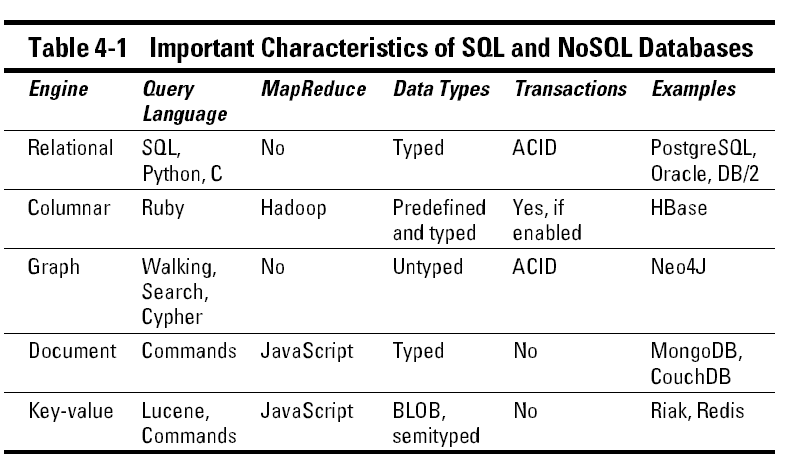 Table 4-1 Important Characteristics of SQL and NoSQL Databases
Engine Query Language MapReduce Data Types Transactions Examples
Relational SQL, Python, C No Typed ACID PostgreSQL, Oracle, DB/2
Columnar Ruby Hadoop Predefined and typed Yes, if enabled HBase
Graph Walking, Search, Cypher No Untyped ACID Neo4J
Document Commands JavaScript Typed No MongoDB, CouchDB
Key-value Lucene, Commands JavaScript BLOB, semityped No Riak, Redis